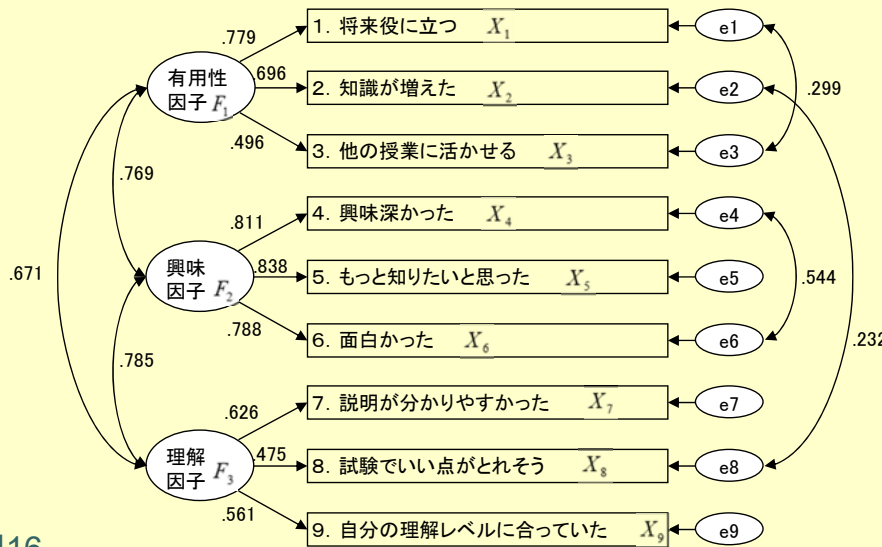 .779
1. 将来役に立つ X₁
e1
有用性
因子 F₁
.696
2. 知識が増えた X₂
e2
.299
.496
3. 他の授業に活かせる X₃
e3
.769
.811
4. 興味深かった X₄
e4
.671
興味
因子 F₂
.838
5. もっと知りたいと思った X₅
e5
.544
.788
6. 面白かった X₆
e6
.232
.785
.626
7. 説明が分かりやすかった X₇
e7
理解
因子 F₃
.475
8. 試験でいい点がとれそう X₈
e8
.561
9. 自分の理解レベルに合っていた X₉
e9